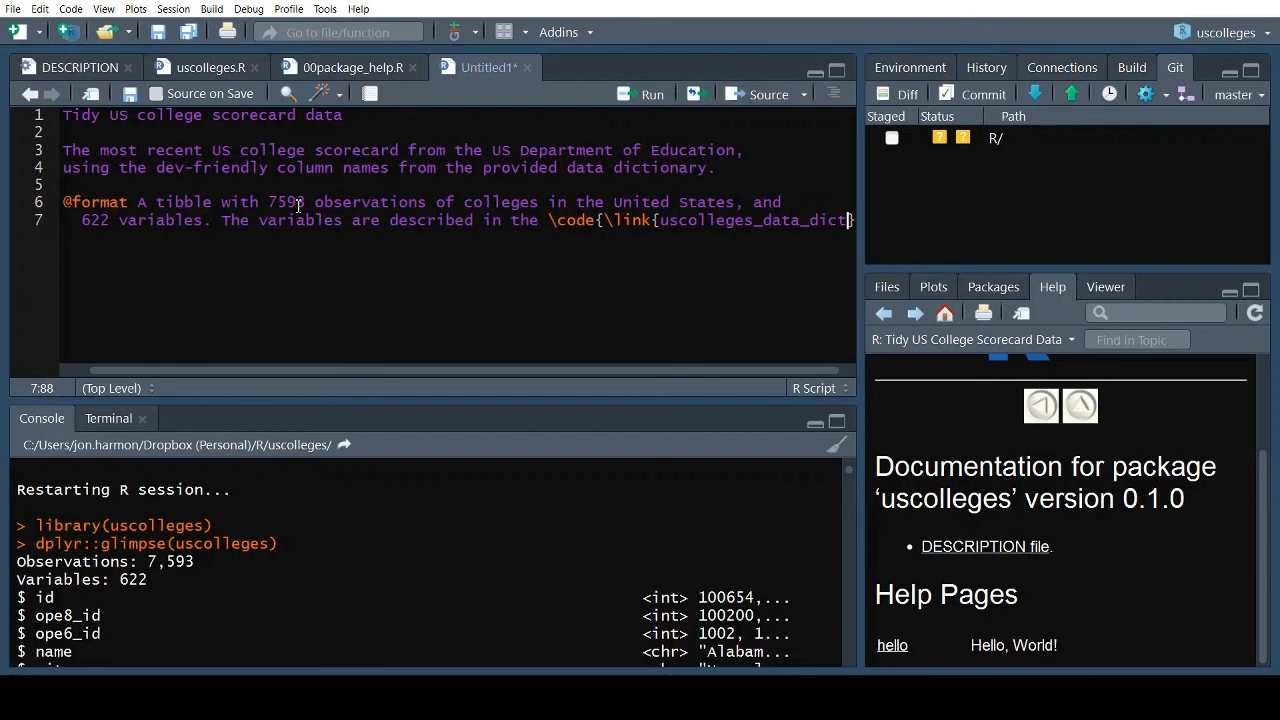 File Edit Code View Plots Session Build Debug Profile Tools Help
Go to file/function Addins uscolleges
DESCRIPTION uscolleges.R 00package_help.R Untitled1*
Source on Save Run Source
1 Tidy US college scorecard data
2
3 The most recent US college scorecard from the US Department of Education,
4 using the dev-friendly column names from the provided data dictionary.
5
6 @format A tibble with 7593 observations of colleges in the United States, and
7 622 variables. The variables are described in the \code{\link{uscolleges_data_dict}
7:88 (Top Level) R Script
Console Terminal
C:/Users/jon.harmon/Dropbox (Personal)/R/uscolleges/
Restarting R session...
> library(uscolleges)
> dplyr::glimpse(uscolleges)
Observations: 7,593
Variables: 622
$ id <int> 100654,...
$ ope8_id <int> 100200,...
$ ope6_id <int> 1002, 1...
$ name <chr> "Alabam...
Environment History Connections Build Git
Diff Commit master
Staged Status Path
? ? R/
Files Plots Packages Help Viewer
R: Tidy US College Scorecard Data Find in Topic
Documentation for package
‘uscolleges’ version 0.1.0
• DESCRIPTION file.
Help Pages
hello Hello, World!